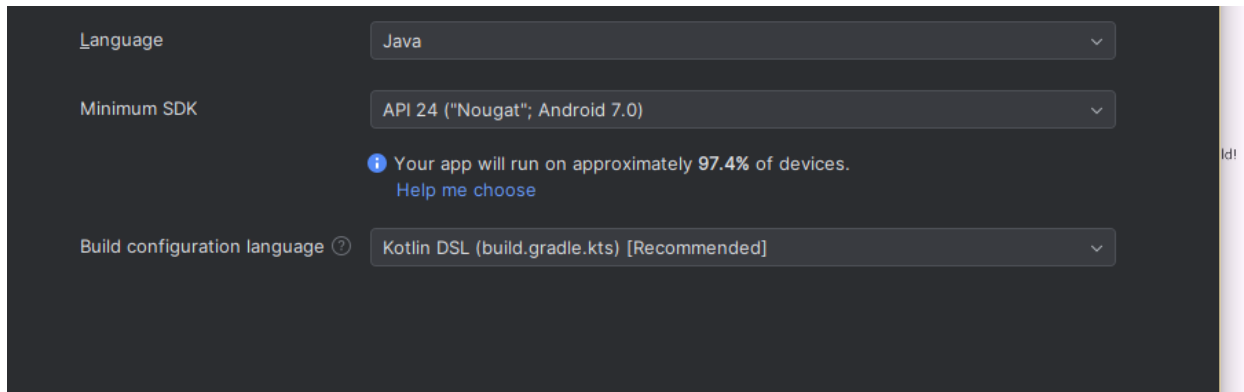 Language
Java
Minimum SDK
API 24 ("Nougat"; Android 7.0)
Your app will run on approximately 97.4% of devices.
Help me choose
ld!
Build configuration language ?
Kotlin DSL (build.gradle.kts) [Recommended]